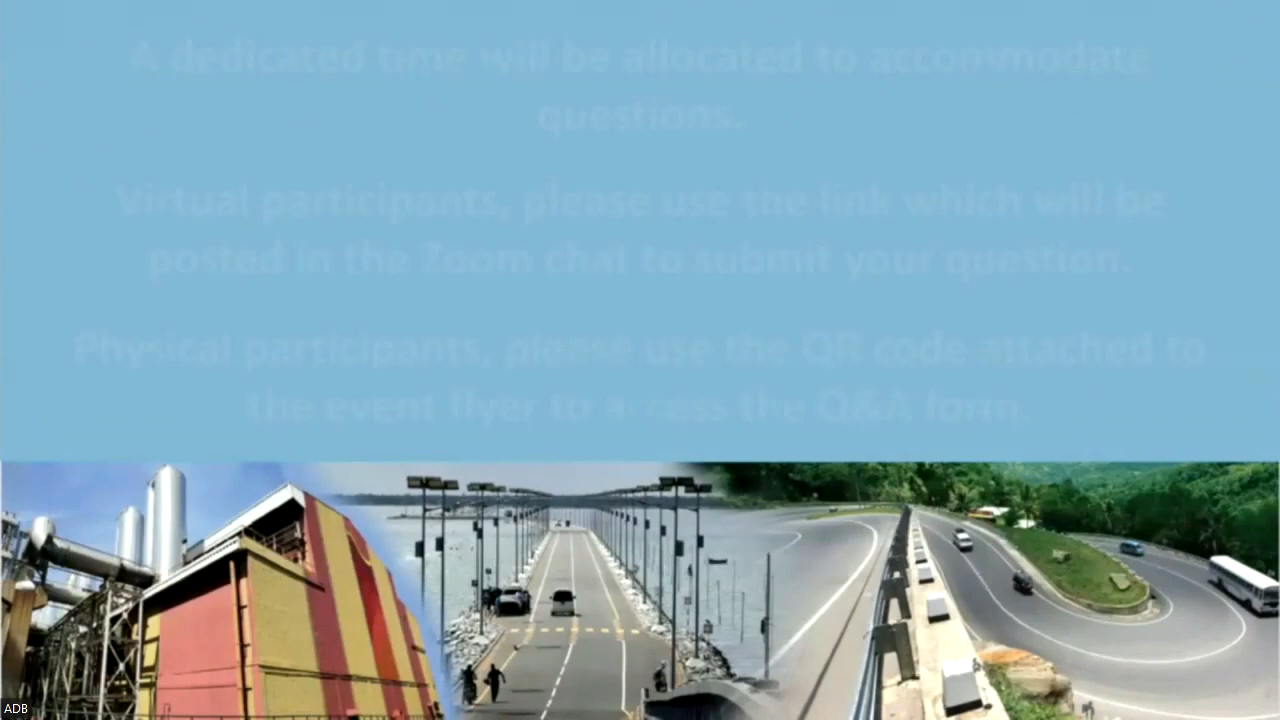 A dedicated time will be allocated to accommodate
questions.
Virtual participants, please use the link which will be
posted in the Zoom chat to submit your question.
Physical participants, please use the QR code attached to
the event flyer to access the Q&A form.
ADB